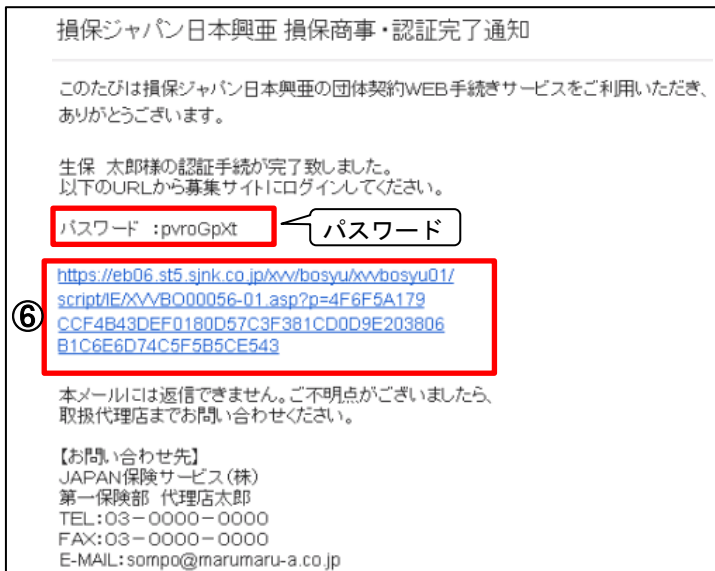 損保ジャパン日本興亜 損保商事・認証完了通知
このたびは損保ジャパン日本興亜の団体契約WEB手続きサービスをご利用いただき、
ありがとうございます。
生保 太郎様の認証手続が完了致しました。
以下のURLから募集サイトにログインしてください。
パスワード :pvroGpXt
パスワード
⑥
https://eb06.st5.sjnk.co.jp/xvv/bosyu/xvvbosyu01/
script/IE/XVVBO00056-01.asp?p=4F6F5A179
CCF4B43DEF0180D57C3F381CD0D9E203806
B1C6E6D74C5F5B5CE543
本メールには返信できません。ご不明点がございましたら、
取扱代理店までお問い合わせください。
【お問い合わせ先】
JAPAN保険サービス(株)
第一保険部 代理店太郎
TEL:03-0000-0000
FAX:03-0000-0000
E-MAIL:sompo@marumaru-a.co.jp